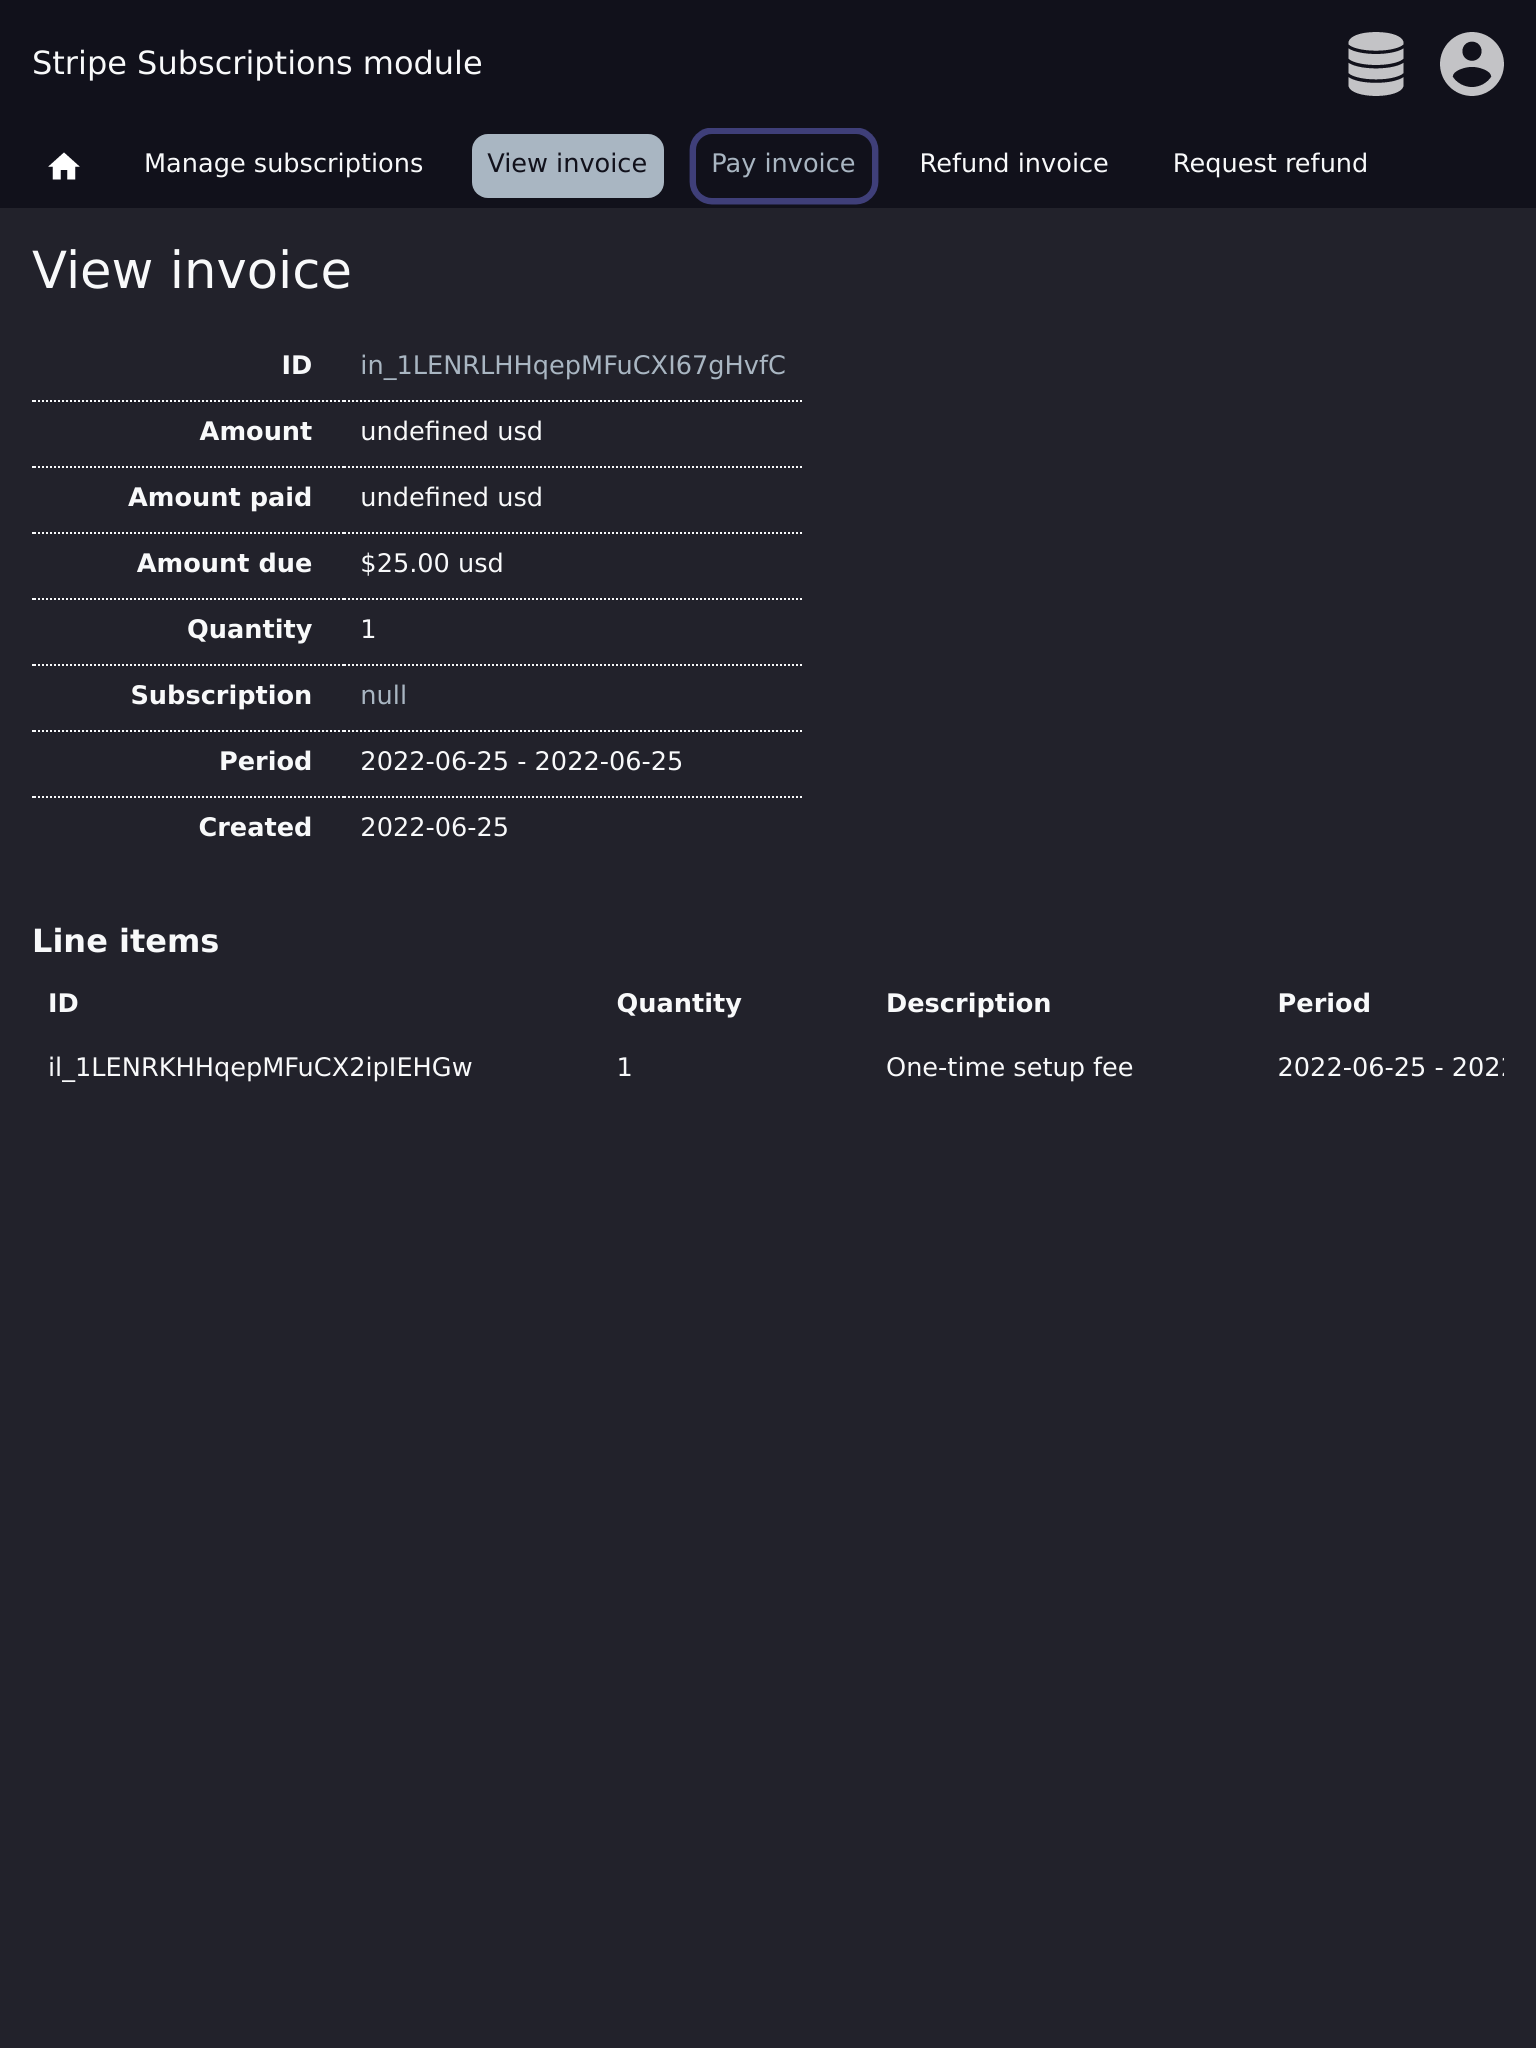 Stripe Subscriptions module
Manage subscriptions View invoice Pay invoice Refund invoice Request refund
View invoice
ID in_1LENRLHHqepMFuCXI67gHvfC
Amount undefined usd
Amount paid undefined usd
Amount due $25.00 usd
Quantity 1
Subscription null
Period 2022-06-25 - 2022-06-25
Created 2022-06-25
Line items
ID Quantity Description Period
il_1LENRKHHqepMFuCX2ipIEHGw 1 One-time setup fee 2022-06-25 - 202